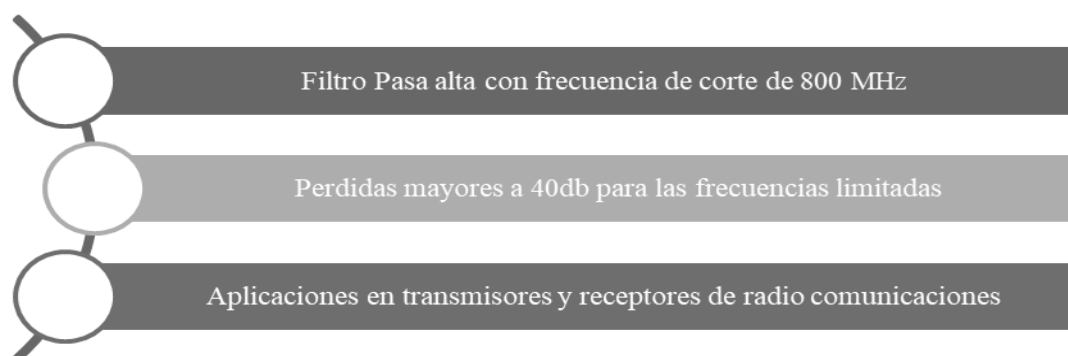 Filtro Pasa alta con frecuencia de corte de 800 MHz
Perdidas mayores a 40db para las frecuencias limitadas
Aplicaciones en transmisores y receptores de radio comunicaciones